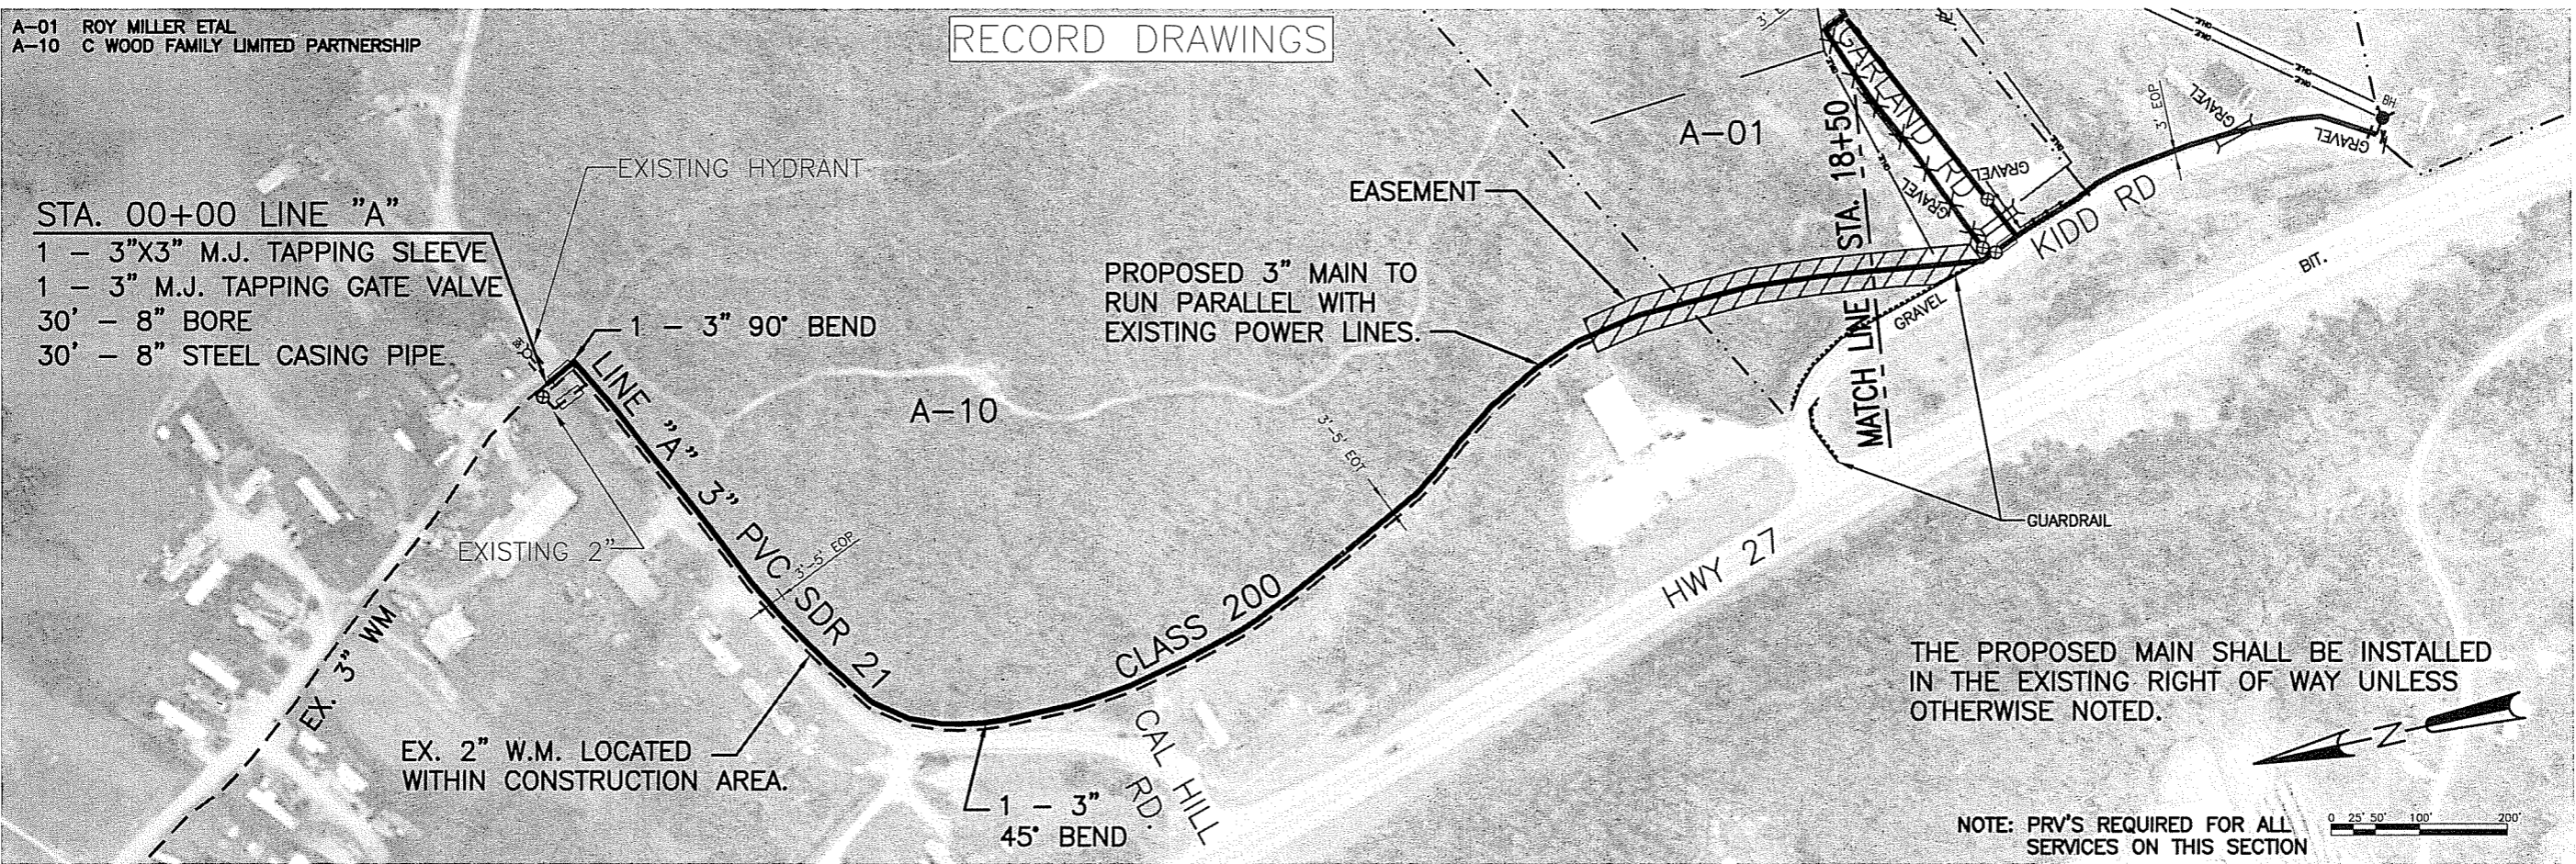 A-01 ROY MILLER ETAL
A-10 C WOOD FAMILY LIMITED PARTNERSHIP
RECORD DRAWINGS
STA. 00+00 LINE "A"
1 - 3"X3" M.J. TAPPING SLEEVE
1 - 3" M.J. TAPPING GATE VALVE
30' - 8" BORE
30' - 8" STEEL CASING PIPE
EXISTING HYDRANT
1 - 3" 90° BEND
EXISTING 2"
EX. 3" WM
LINE "A" 3" PVC SDR 21
3'-5' EOP
EX. 2" W.M. LOCATED
WITHIN CONSTRUCTION AREA.
1 - 3"
45° BEND
A-10
CLASS 200
CAL HILL
RD.
3'-5' EOT
PROPOSED 3" MAIN TO
RUN PARALLEL WITH
EXISTING POWER LINES.
EASEMENT
A-01
MATCH LINE STA. 18+50
GARLAND RD
GRAVEL
GRAVEL
GRAVEL
KIDD RD
3' EOP
GRAVEL
GRAVEL
BH
OHE
OHE
OHE
OHE
BIT.
HWY 27
GUARDRAIL
THE PROPOSED MAIN SHALL BE INSTALLED
IN THE EXISTING RIGHT OF WAY UNLESS
OTHERWISE NOTED.
N
NOTE: PRV'S REQUIRED FOR ALL
SERVICES ON THIS SECTION
0 25' 50' 100' 200'